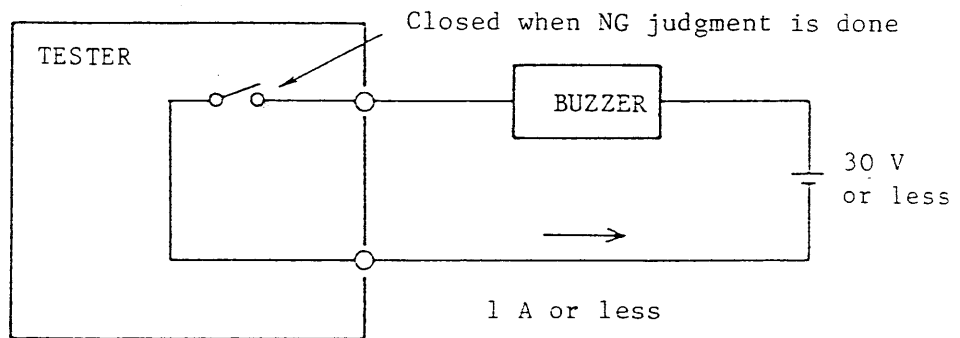 Closed when NG judgment is done
TESTER
BUZZER
30 V
or less
1 A or less